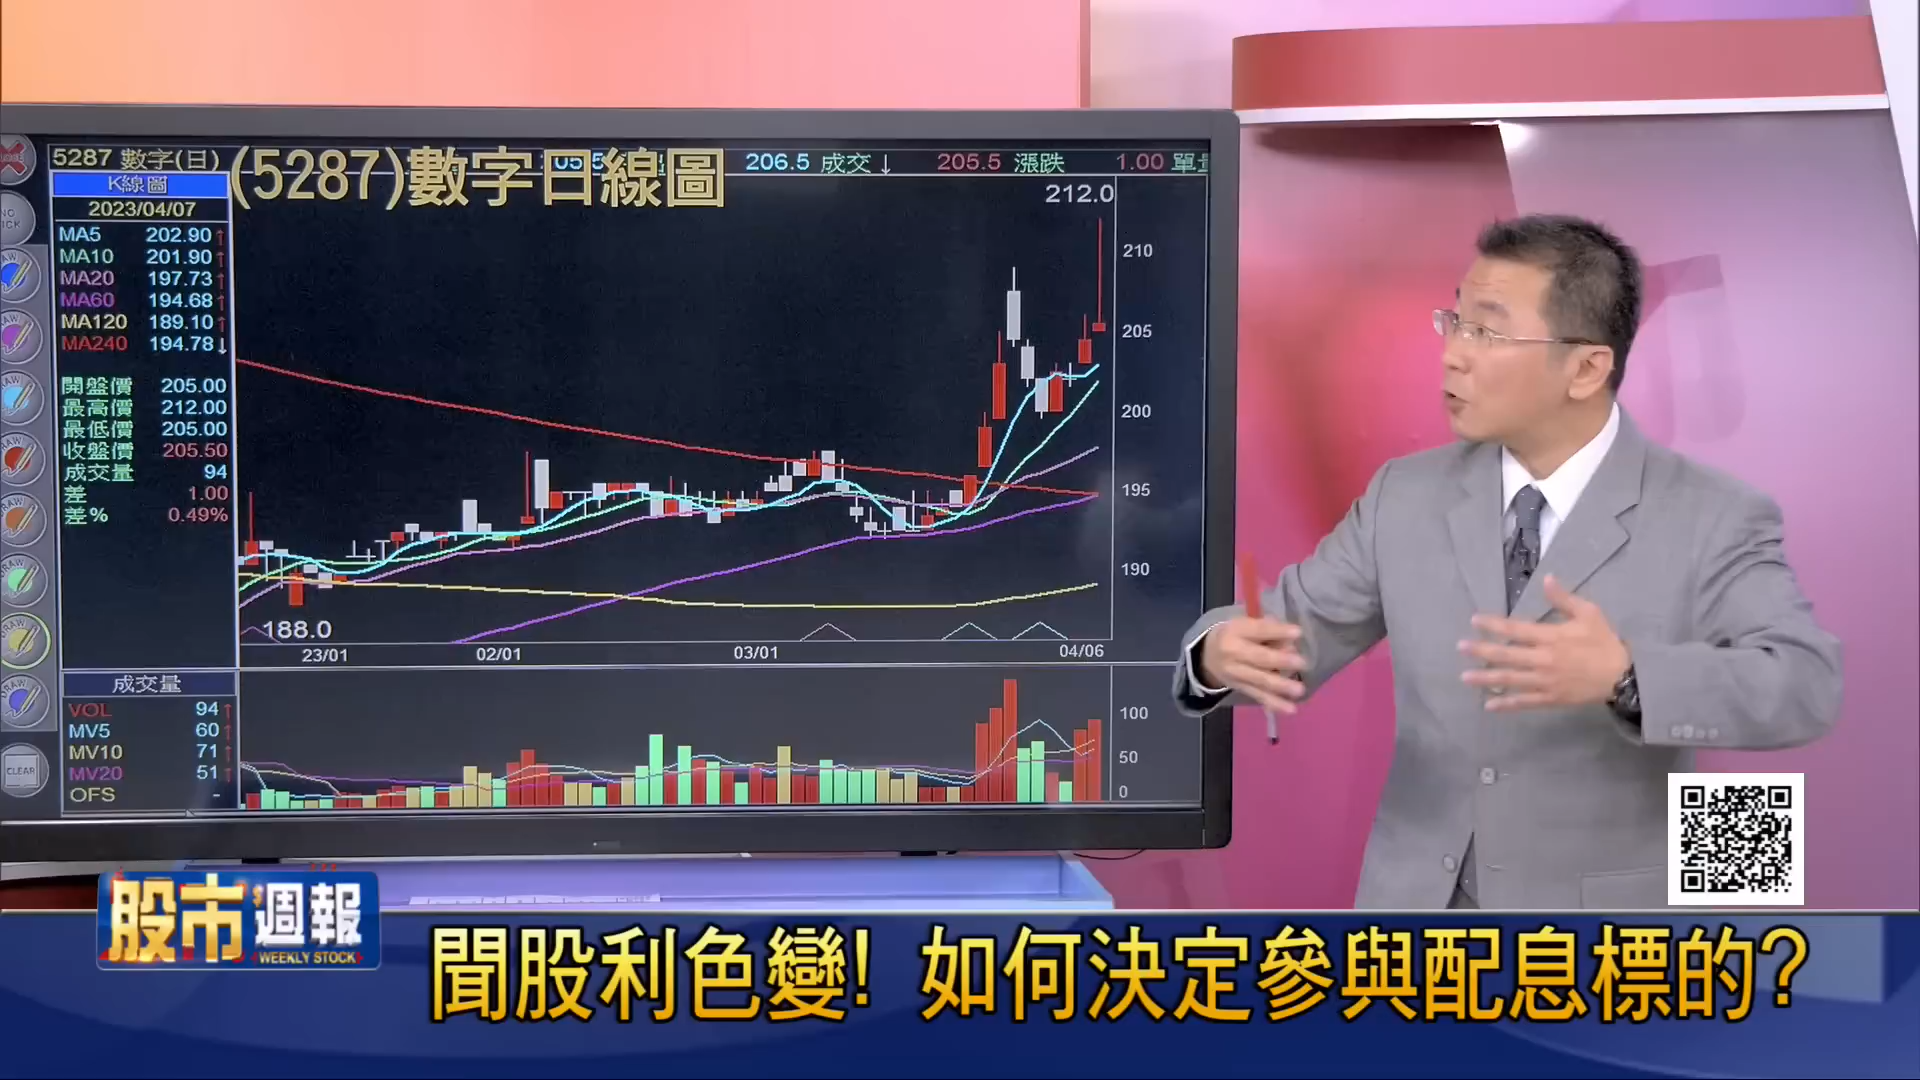 5287 數字(日)
(5287)數字日線圖
206.5 成交↓ 205.5 漲跌 1.00 單量
K線圖
2023/04/07
MA5 202.90↑
MA10 201.90↑
MA20 197.73↑
MA60 194.68↑
MA120 189.10↑
MA240 194.78↓
開盤價 205.00
最高價 212.00
最低價 205.00
收盤價 205.50
成交量 94
差 1.00
差% 0.49%
212.0
210
205
200
195
190
188.0
23/01 02/01 03/01 04/06
成交量
VOL 94↑
MV5 60↑
MV10 71↑
MV20 51↑
OFS -
100
50
0
DRAW
DRAW
CLEAR
股市週報
WEEKLY STOCK
聞股利色變! 如何決定參與配息標的?